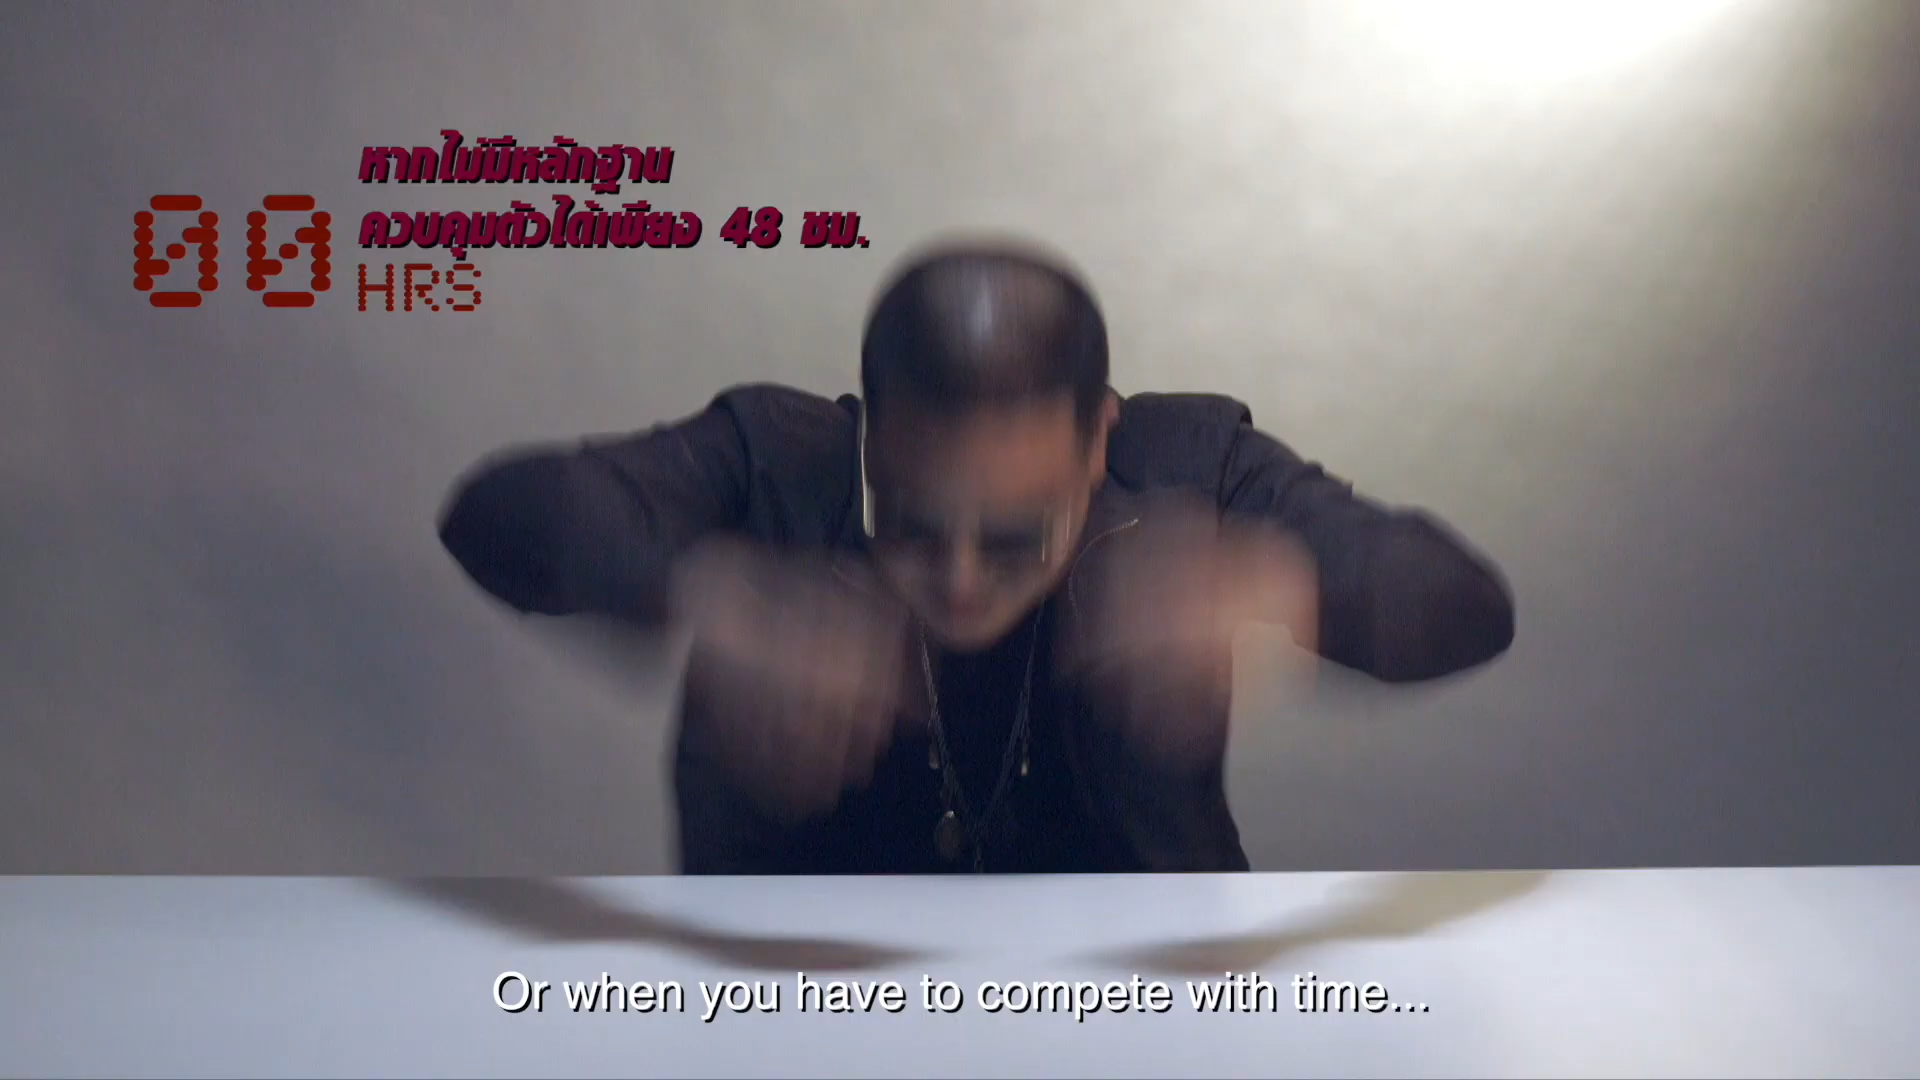 หากไม่มีหลักฐาน
ควบคุมตัวได้เพียง 48 ชม.
00 HRS
Or when you have to compete with time...